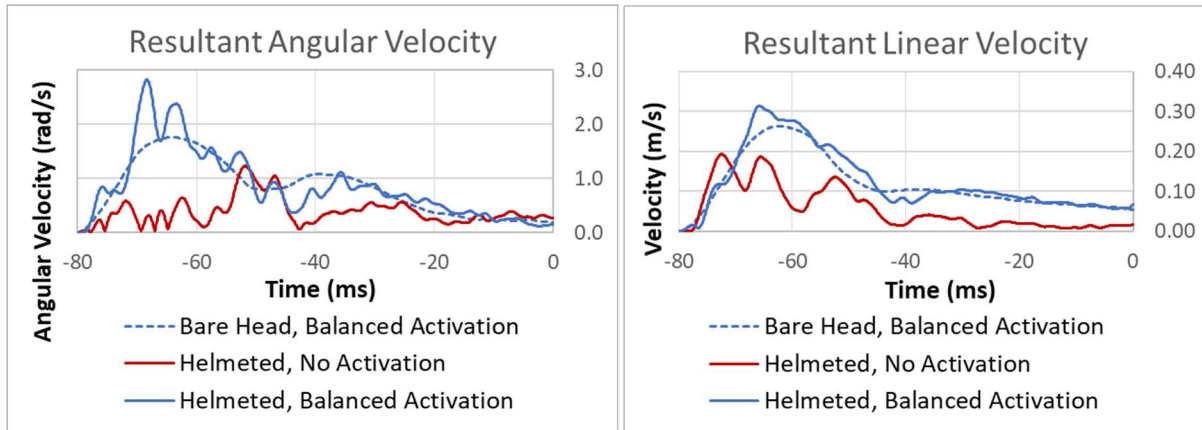 Resultant Angular Velocity
3.0
2.0
1.0
0.0
Angular Velocity (rad/s)
-80 -60 -40 -20 0
Time (ms)
Bare Head, Balanced Activation
Helmeted, No Activation
Helmeted, Balanced Activation
Resultant Linear Velocity
0.40
0.30
0.20
0.10
0.00
Velocity (m/s)
-80 -60 -40 -20 0
Time (ms)
Bare Head, Balanced Activation
Helmeted, No Activation
Helmeted, Balanced Activation